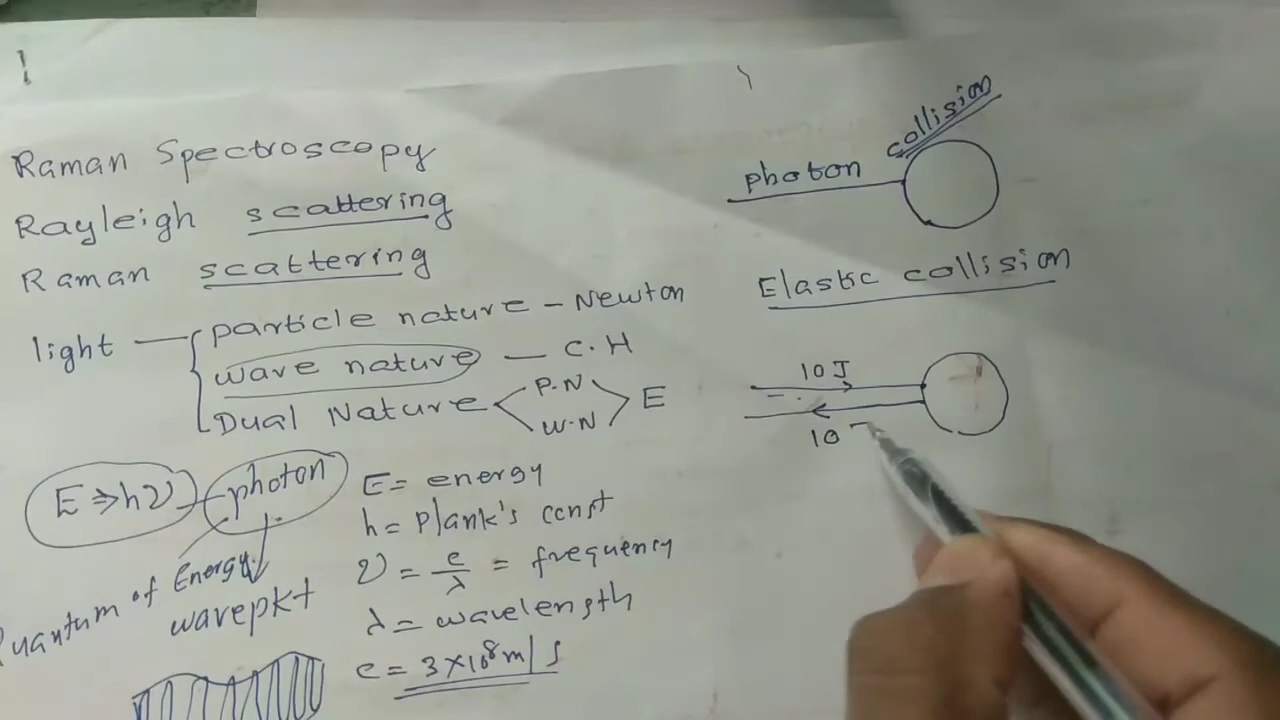 Raman Spectroscopy
Rayleigh scattering
Raman scattering
light particle nature - Newton
wave nature - C.H
Dual Nature P.N W.N E
E ⇒ hν - photon
Quantum of Energy
wavepkt
E = energy
h = Plank's const
ν = c/λ = frequency
λ = wavelength
c = 3×10⁸ m/s
photon collision
Elastic collision
10 J
10